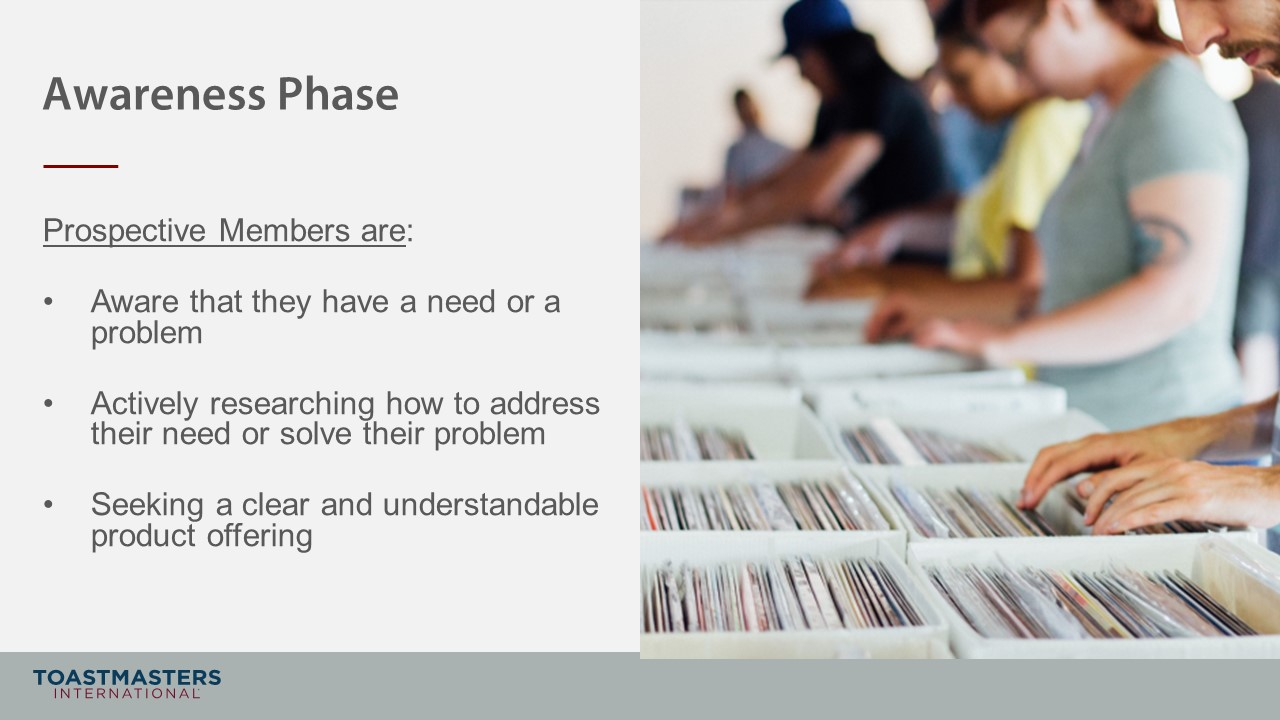 Awareness Phase
Prospective Members are:
• Aware that they have a need or a
problem
• Actively researching how to address
their need or solve their problem
• Seeking a clear and understandable
product offering
TOASTMASTERS
INTERNATIONAL